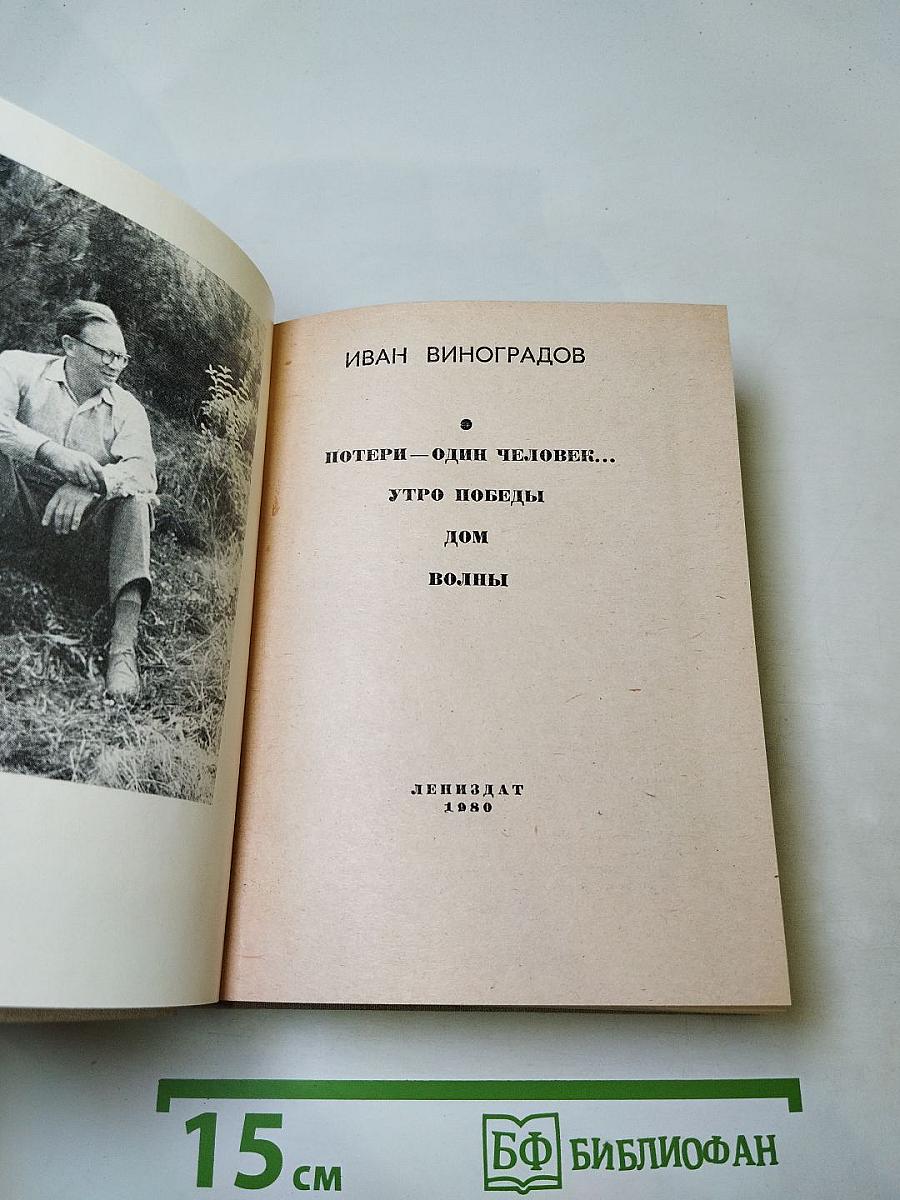 ИВАН ВИНОГРАДОВ
ПОТЕРИ — ОДИН ЧЕЛОВЕК...
УТРО ПОБЕДЫ
ДОМ
ВОЛНЫ
ЛЕНИЗДАТ
1980
15 см
БФ БИБЛИОФАН